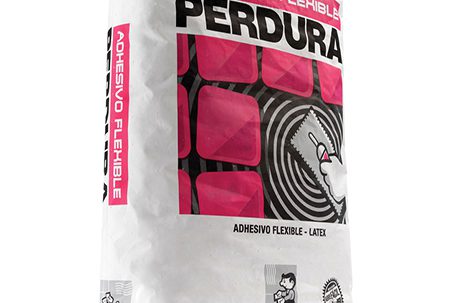 FLEXIBLE
PERDURA
ADHESIVO FLEXIBLE - LATEX
ADHESIVO FLEXIBLE
PERDURA